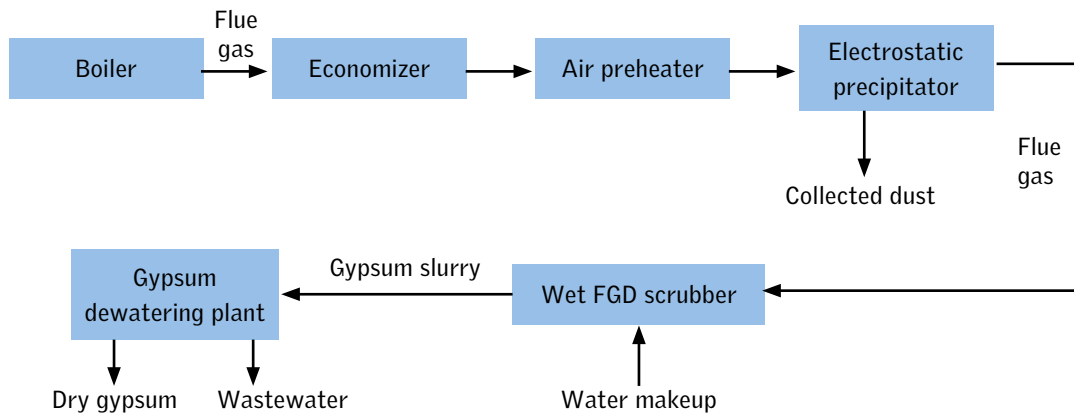 Flue
gas
Boiler
Economizer
Air preheater
Electrostatic
precipitator
Flue
gas
Collected dust
Gypsum
dewatering plant
Gypsum slurry
Wet FGD scrubber
Dry gypsum
Wastewater
Water makeup